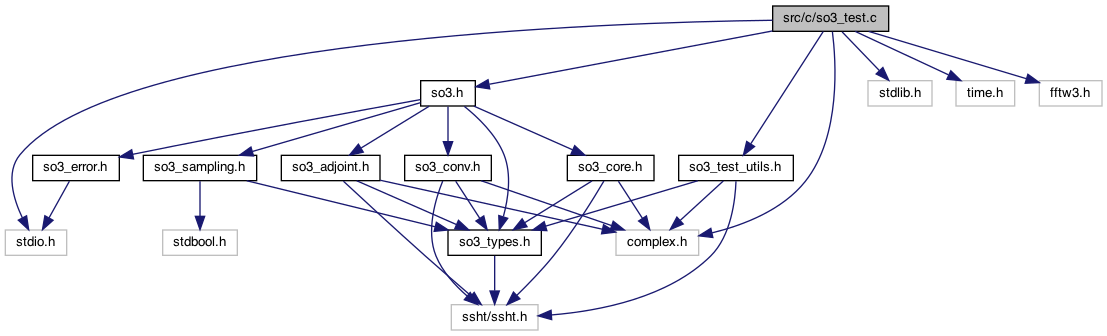 src/c/so3_test.c
so3.h
stdlib.h
time.h
fftw3.h
so3_error.h
so3_sampling.h
so3_adjoint.h
so3_conv.h
so3_core.h
so3_test_utils.h
stdio.h
stdbool.h
so3_types.h
complex.h
ssht/ssht.h